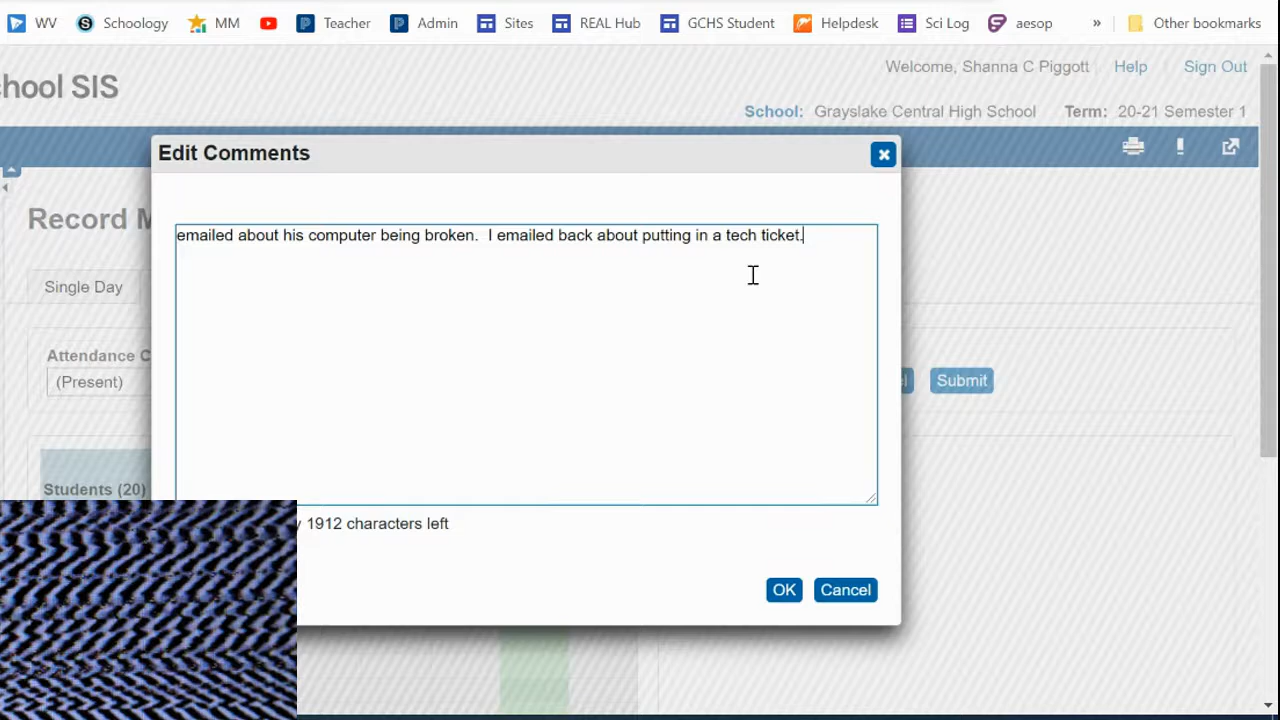 WV Schoology MM Teacher Admin Sites REAL Hub GCHS Student Helpdesk Sci Log aesop » Other bookmarks
Welcome, Shanna C Piggott Help Sign Out
hool SIS
School: Grayslake Central High School Term: 20-21 Semester 1
Edit Comments
Record M
emailed about his computer being broken.  I emailed back about putting in a tech ticket.
Single Day
Attendance C
(Present)
Submit
Students (20)
1912 characters left
OK Cancel